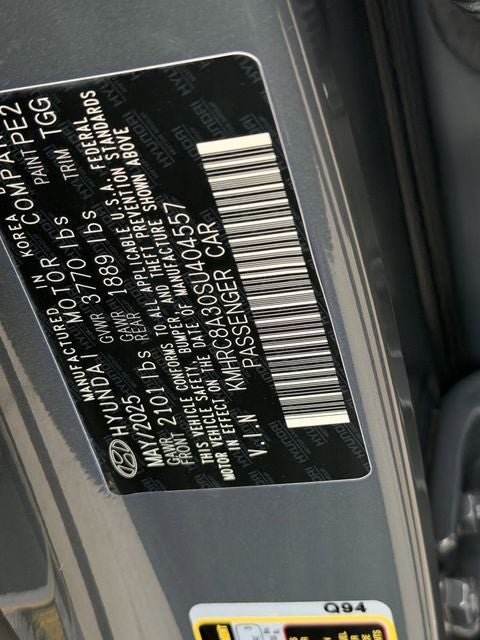 MANUFACTURED IN KOREA
HYUNDAI MOTOR COMPAN
MAY/2025 GVWR 3770 lbs PAINT PE2
GAWR FRONT 2101 lbs GAWR REAR 1889 lbs TRIM TGG
THIS VEHICLE CONFORMS TO ALL APPLICABLE U.S.A. FEDERAL
VEHICLE SAFETY, BUMPER, AND THEFT PREVENTION STANDARDS
IN EFFECT ON THE DATE OF MANUFACTURE SHOWN ABOVE
V.I.N KMHRC8A30SU404557
PASSENGER CAR
Q94